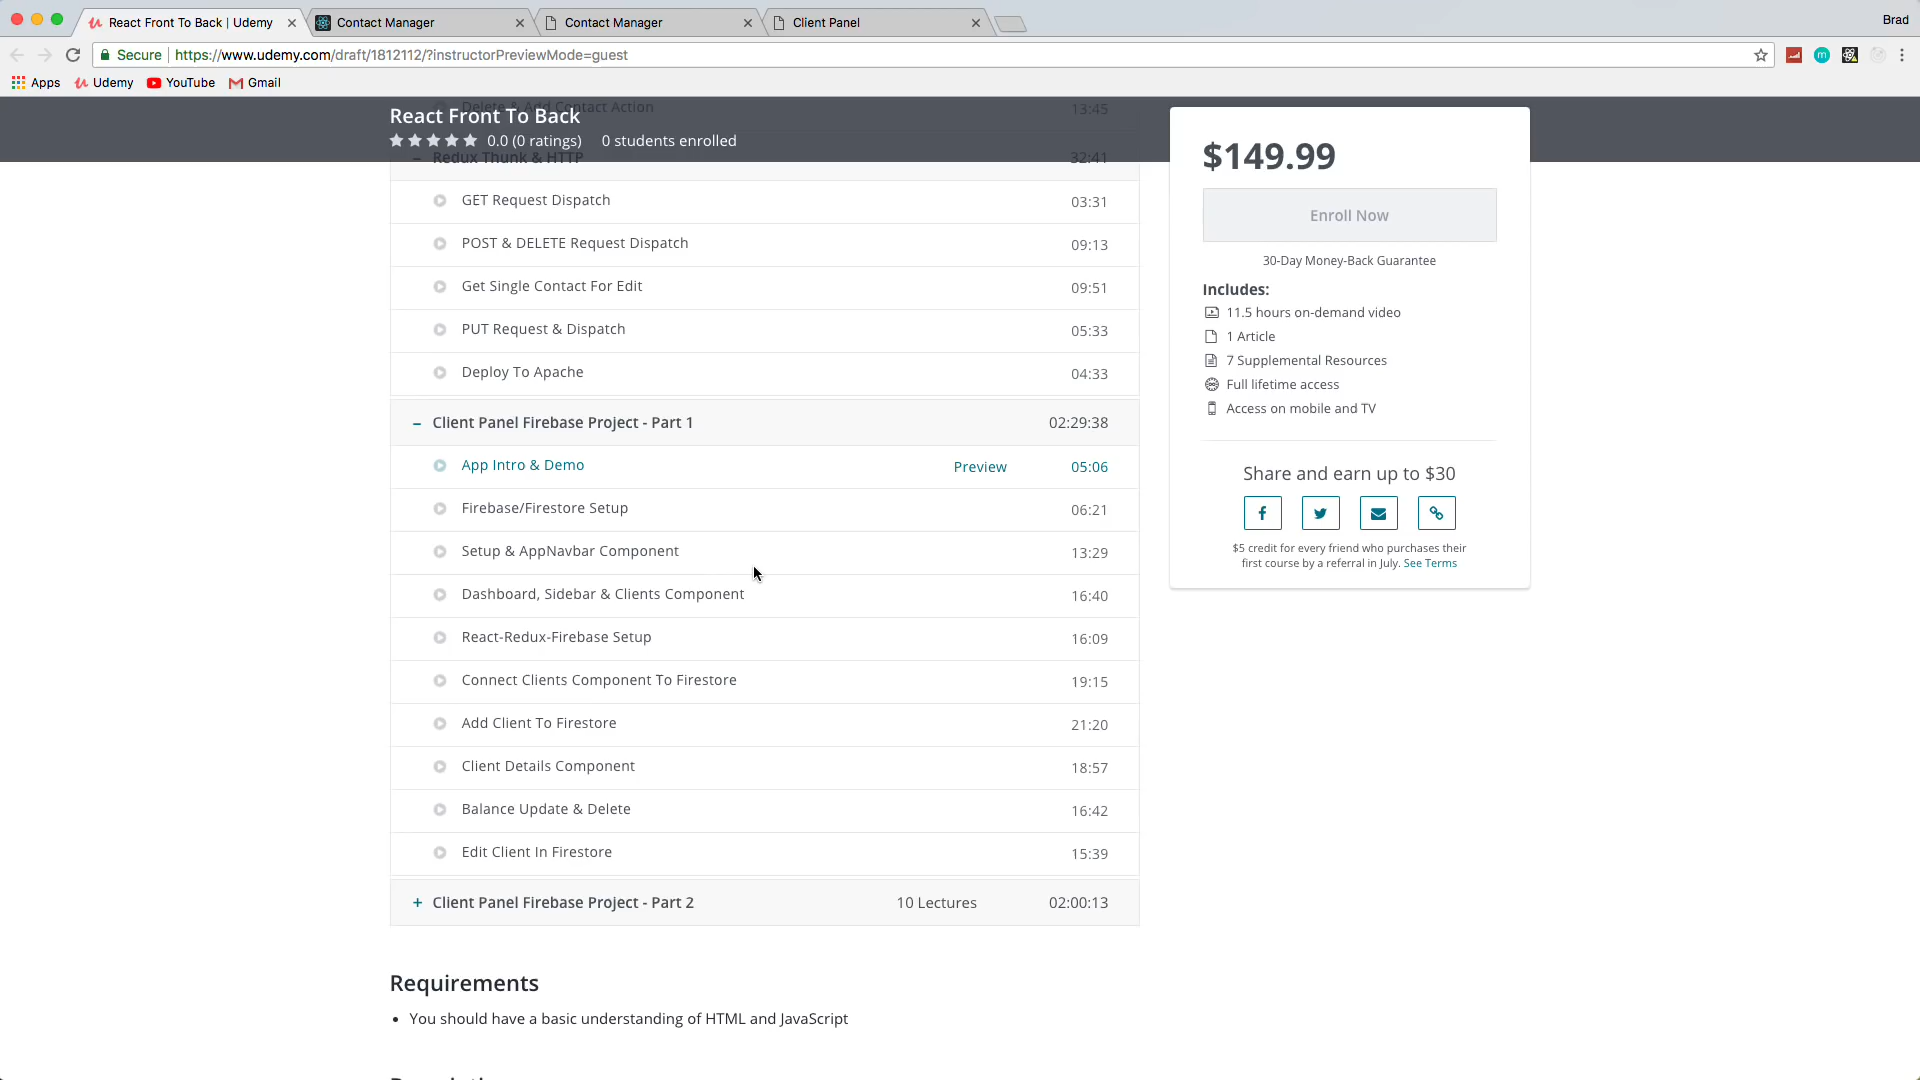 React Front To Back | Udemy
Contact Manager
Contact Manager
Client Panel
Brad
Secure
https://www.udemy.com/draft/1812112/?instructorPreviewMode=guest
Apps
Udemy
YouTube
Gmail
Delete & Add Contact Action 13:45
React Front To Back
0.0 (0 ratings) 0 students enrolled
– Redux Thunk & HTTP 32:41
GET Request Dispatch 03:31
POST & DELETE Request Dispatch 09:13
Get Single Contact For Edit 09:51
PUT Request & Dispatch 05:33
Deploy To Apache 04:33
– Client Panel Firebase Project - Part 1 02:29:38
App Intro & Demo Preview 05:06
Firebase/Firestore Setup 06:21
Setup & AppNavbar Component 13:29
Dashboard, Sidebar & Clients Component 16:40
React-Redux-Firebase Setup 16:09
Connect Clients Component To Firestore 19:15
Add Client To Firestore 21:20
Client Details Component 18:57
Balance Update & Delete 16:42
Edit Client In Firestore 15:39
+ Client Panel Firebase Project - Part 2 10 Lectures 02:00:13
Requirements
• You should have a basic understanding of HTML and JavaScript
$149.99
Enroll Now
30-Day Money-Back Guarantee
Includes:
11.5 hours on-demand video
1 Article
7 Supplemental Resources
Full lifetime access
Access on mobile and TV
Share and earn up to $30
$5 credit for every friend who purchases their
first course by a referral in July. See Terms